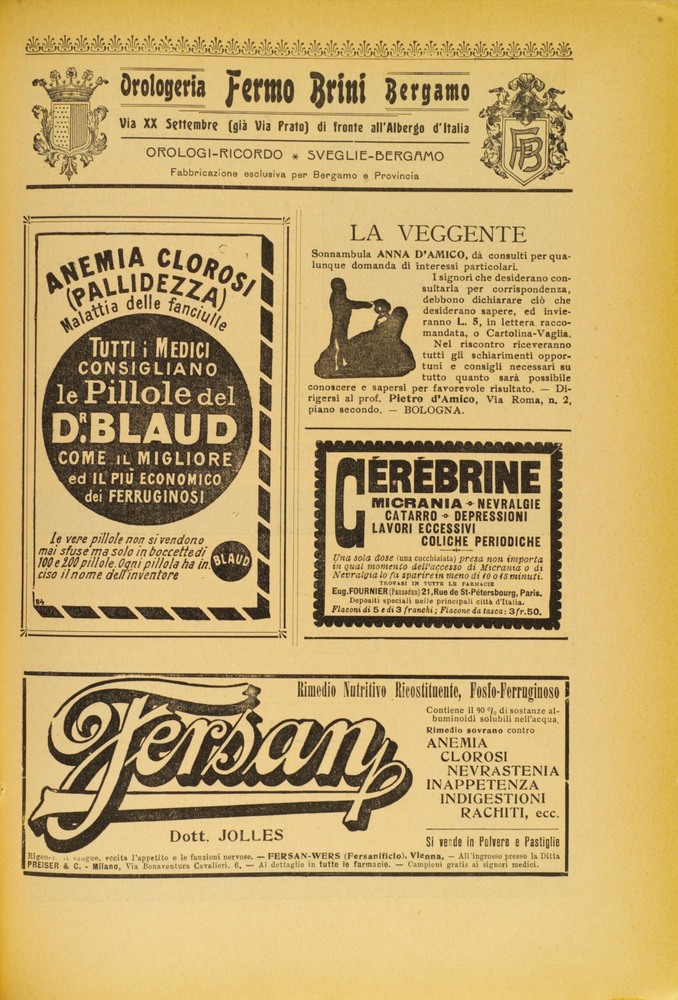 Orologeria Fermo Brini Bergamo
Via XX Settembre (già Via Prato) di fronte all'Albergo d'Italia
OROLOGI-RICORDO * SVEGLIE-BERGAMO
Fabbricazione esclusiva per Bergamo e Provincia
FB
ANEMIA CLOROSI
(PALLIDEZZA)
Malattia delle fanciulle
TUTTI i MEDICI
CONSIGLIANO
le Pillole del
DR. BLAUD
COME IL MIGLIORE
ed IL PIÙ ECONOMICO
dei FERRUGINOSI
Le vere pillole non si vendono
mai sfuse ma solo in boccette di
100 e 200 pillole. Ogni pillola ha in.
ciso il nome dell'inventore
BLAUD
84
LA VEGGENTE
Sonnambula ANNA D'AMICO, dà consulti per qua-
lunque domanda di interessi particolari.
I signori che desiderano con-
sultarla per corrispondenza,
debbono dichiarare ciò che
desiderano sapere, ed invie-
ranno L. 5, in lettera racco-
mandata, o Cartolina-Vaglia.
Nel riscontro riceveranno
tutti gli schiarimenti oppor-
tuni e consigli necessari su
tutto quanto sarà possibile
conoscere e sapersi per favorevole risultato. — Di-
rigersi al prof. Pietro d'Amico, Via Roma, n. 2,
piano secondo. — BOLOGNA.
CÉRÉBRINE
MICRANIA - NEVRALGIE
CATARRO - DEPRESSIONI
LAVORI ECCESSIVI
COLICHE PERIODICHE
Una sola dose (una cucchiaiata) presa non importa
in qual momento dell'accesso di Micrania o di
Nevralgia lo fa sparire in meno di 10 o 15 minuti.
TROVASI IN TUTTE LE FARMACIE
Eug. FOURNIER (Pausodun) 21, Rue de St-Pétersbourg, Paris.
Depositi speciali nelle principali città d'Italia.
Flaconi di 5 e di 3 franchi; Flacone da tasca: 3/fr.50.
Rimedio Nutritivo Ricostituente, Fosfo-Ferruginoso
Fersan
Contiene il 90 % di sostanze al-
buminoidi solubili nell'acqua.
Rimedio sovrano contro
ANEMIA
CLOROSI
NEVRASTENIA
INAPPETENZA
INDIGESTIONI
RACHITI, ecc.
Dott. JOLLES
Si vende in Polvere e Pastiglie
sangue, eccita l'appetito e le funzioni nervose. — FERSAN-WERS (Fersanificio). Vienna. — All'ingrosso presso la Ditta
PREISER & C. - Milano, Via Bonaventura Cavalieri, 6. — Al dettaglio in tutte le farmacie. — Campioni gratis ai signori medici.